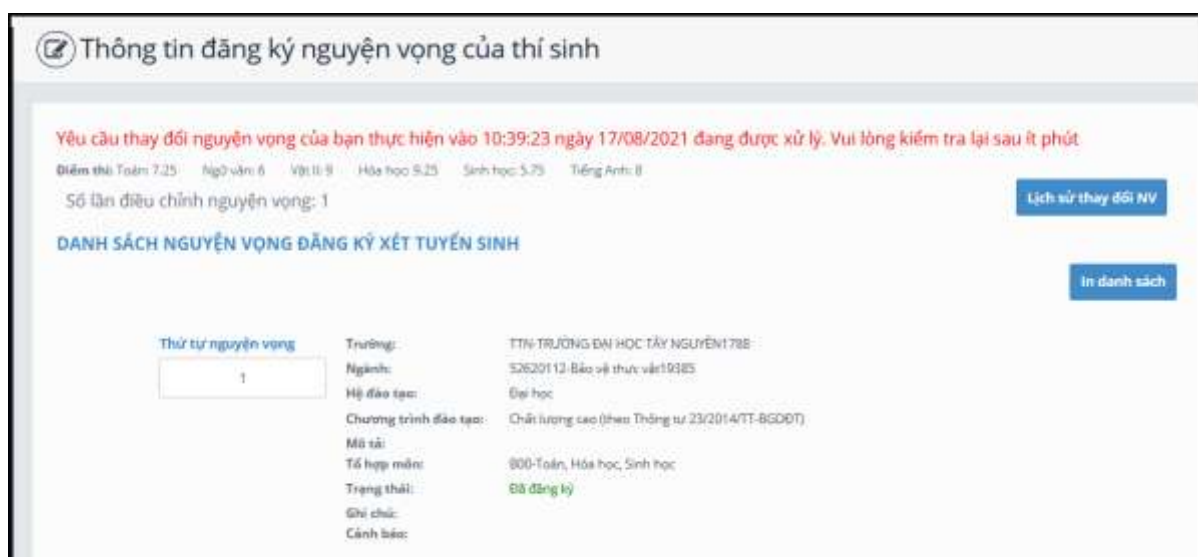 Thông tin đăng ký nguyện vọng của thí sinh
Yêu cầu thay đổi nguyện vọng của bạn thực hiện vào 10:39:23 ngày 17/08/2021 đang được xử lý. Vui lòng kiểm tra lại sau ít phút
Điểm thi: Toán: 7.25 Ngữ văn: 6 Vật lí: 9 Hóa học: 9.25 Sinh học: 5.75 Tiếng Anh: 8
Số lần điều chỉnh nguyện vọng: 1
Lịch sử thay đổi NV
DANH SÁCH NGUYỆN VỌNG ĐĂNG KÝ XÉT TUYỂN SINH
In danh sách
Thứ tự nguyện vọng
1
Trường: TTN-TRƯỜNG ĐẠI HỌC TÂY NGUYÊN1788
Ngành: 52620112-Bảo vệ thực vật19385
Hệ đào tạo: Đại học
Chương trình đào tạo: Chất lượng cao (theo Thông tư 23/2014/TT-BGDĐT)
Mô tả:
Tổ hợp môn: B00-Toán, Hóa học, Sinh học
Trạng thái: Đã đăng ký
Ghi chú:
Cảnh báo: